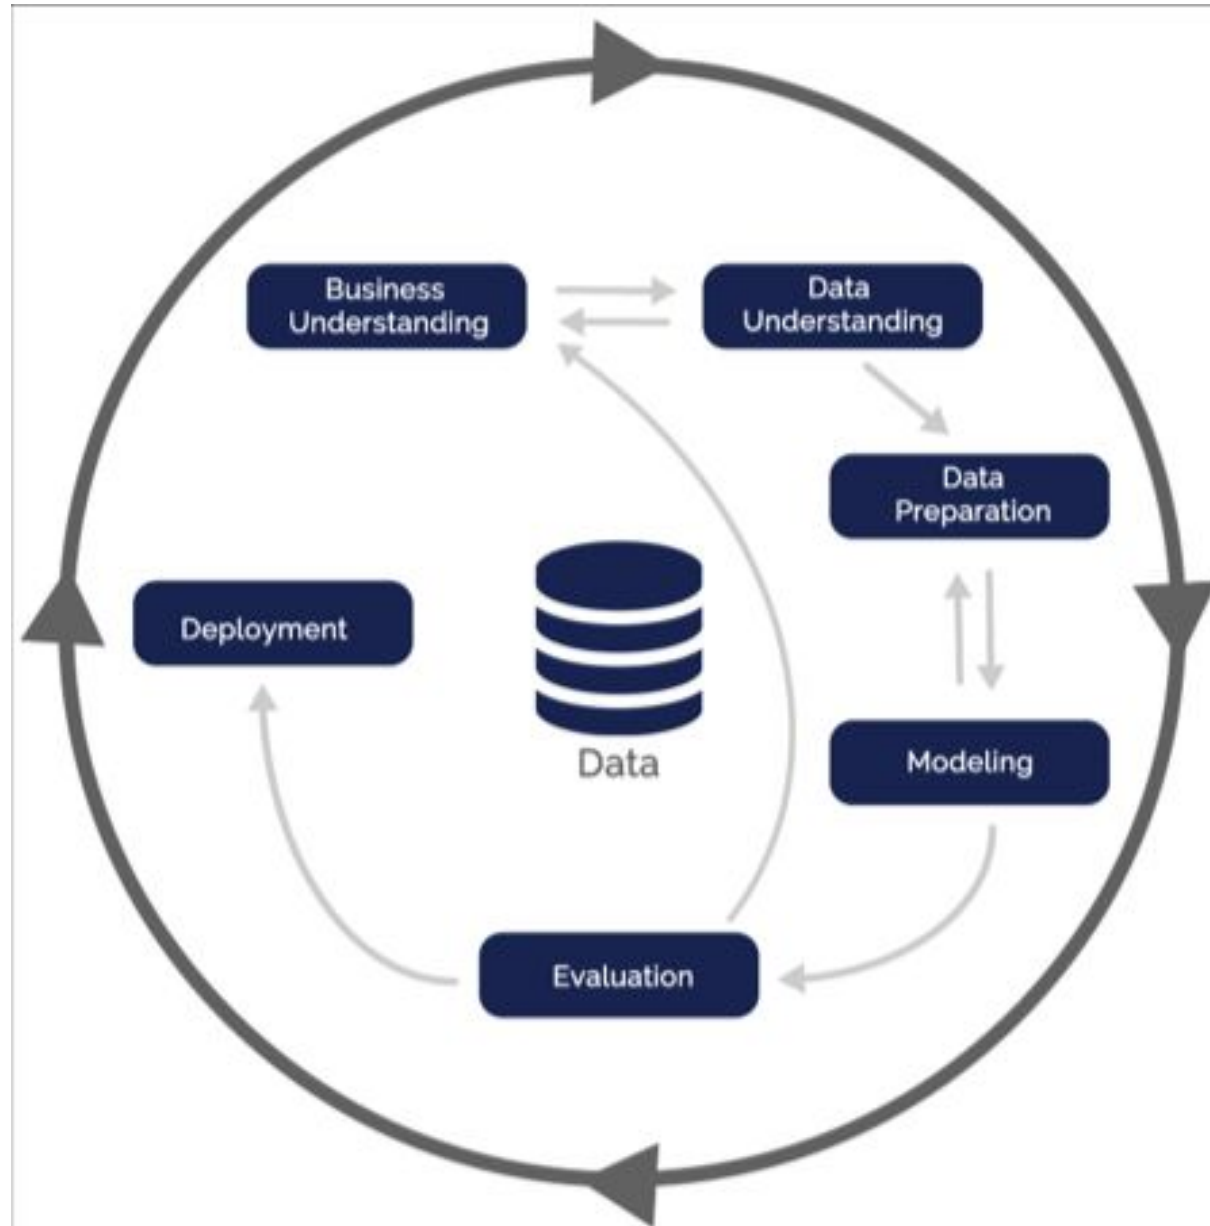 Business
Understanding
Data
Understanding
Data
Preparation
Deployment
Data
Modeling
Evaluation